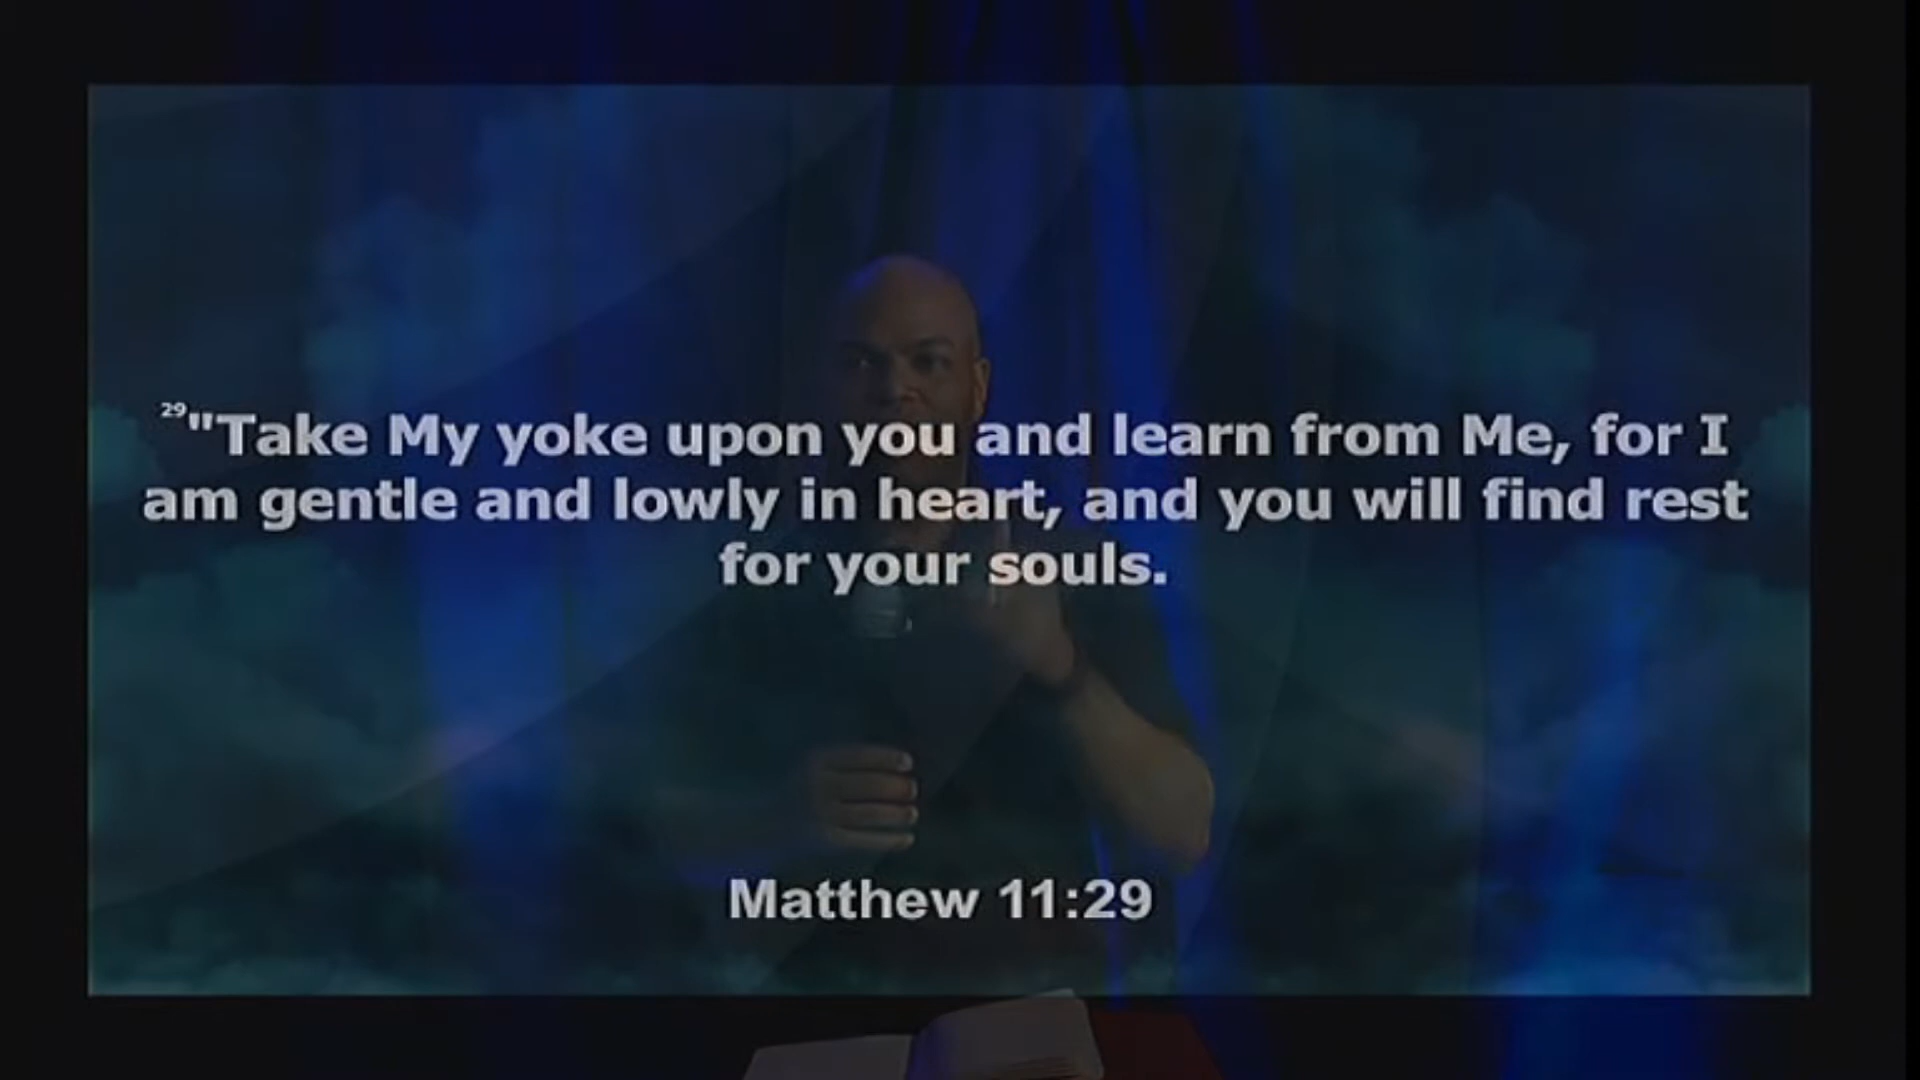 29"Take My yoke upon you and learn from Me, for I
am gentle and lowly in heart, and you will find rest
for your souls.
Matthew 11:29